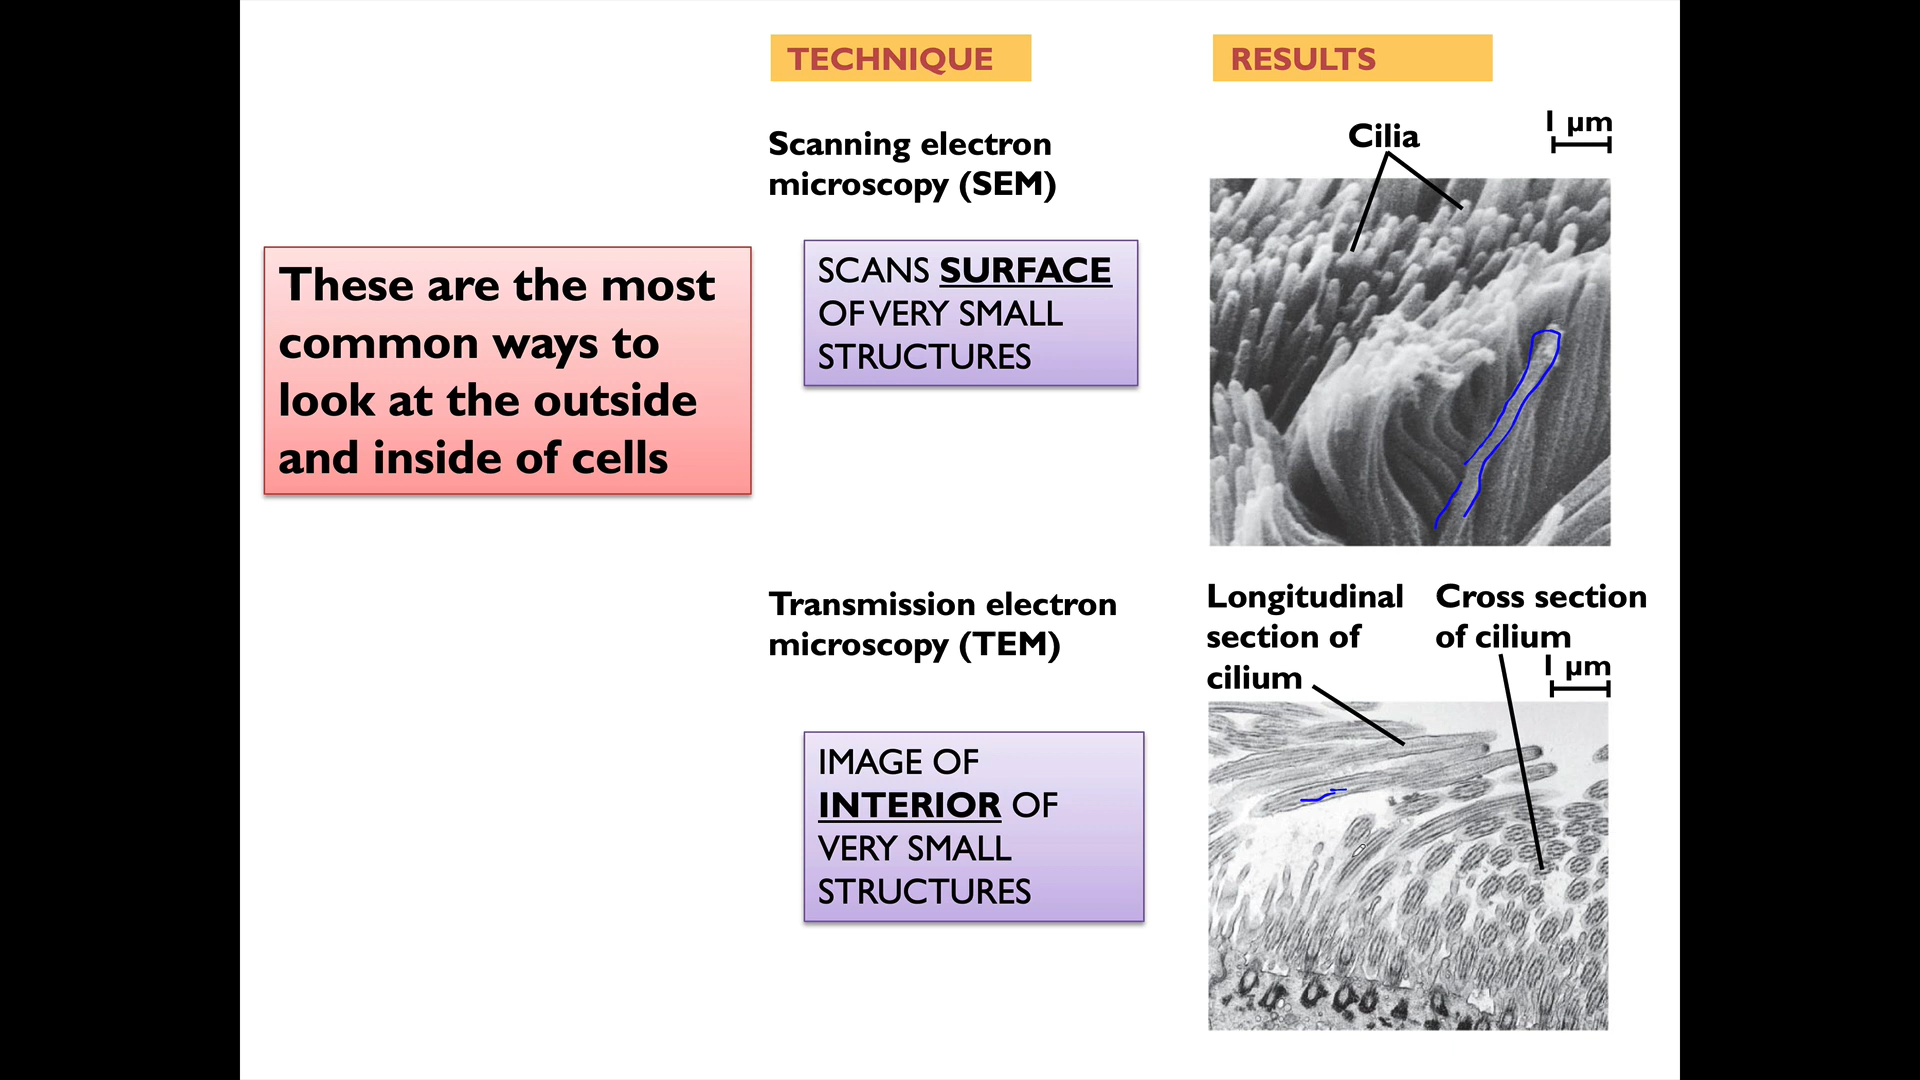 TECHNIQUE
RESULTS
Scanning electron
microscopy (SEM)
Cilia
1 µm
These are the most
common ways to
look at the outside
and inside of cells
SCANS SURFACE
OF VERY SMALL
STRUCTURES
Transmission electron
microscopy (TEM)
Longitudinal
section of
cilium
Cross section
of cilium
1 µm
IMAGE OF
INTERIOR OF
VERY SMALL
STRUCTURES